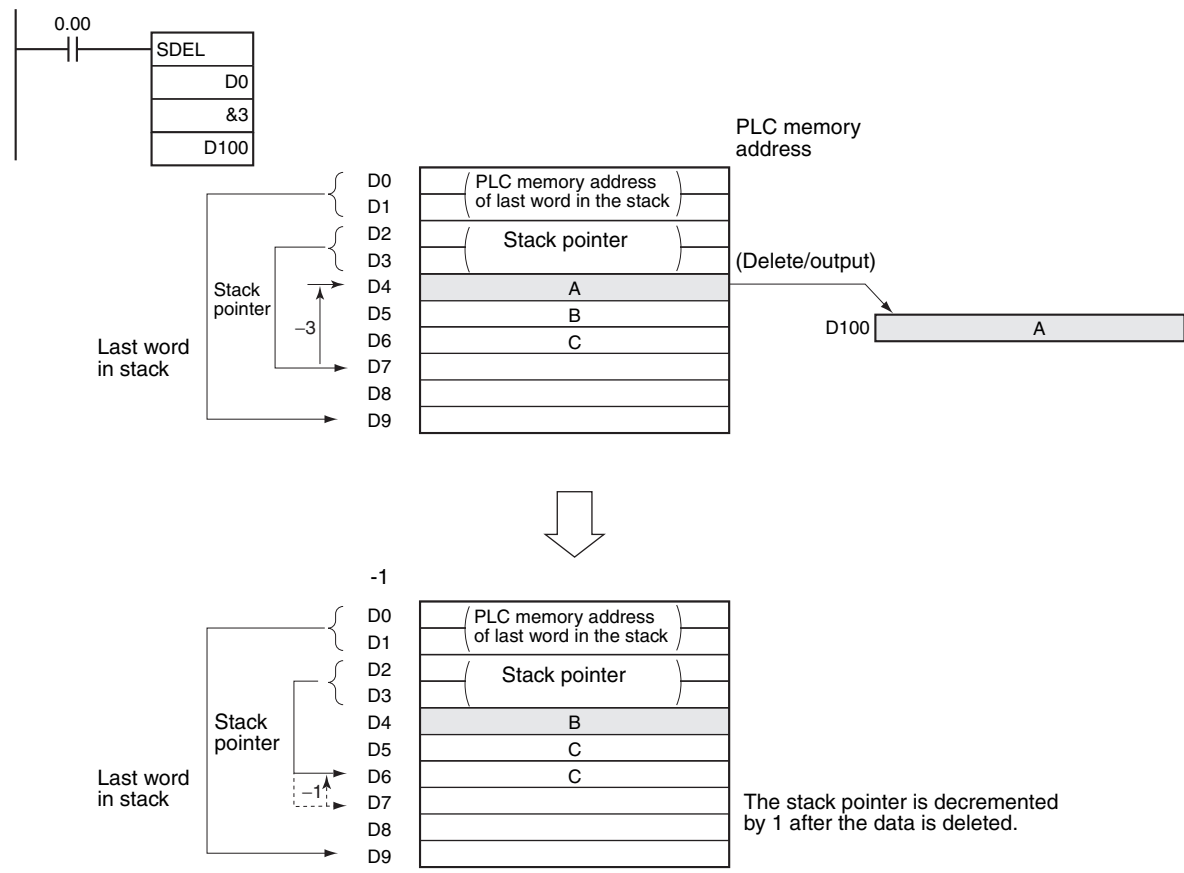 0.00
SDEL
D0
&3
D100
PLC memory
address
D0
D1
D2
D3
D4
D5
D6
D7
D8
D9
PLC memory address
of last word in the stack
Stack pointer
A
B
C
Stack
pointer
−3
Last word
in stack
(Delete/output)
D100
A
-1
D0
D1
D2
D3
D4
D5
D6
D7
D8
D9
PLC memory address
of last word in the stack
Stack pointer
B
C
C
Stack
pointer
−1
Last word
in stack
The stack pointer is decremented
by 1 after the data is deleted.